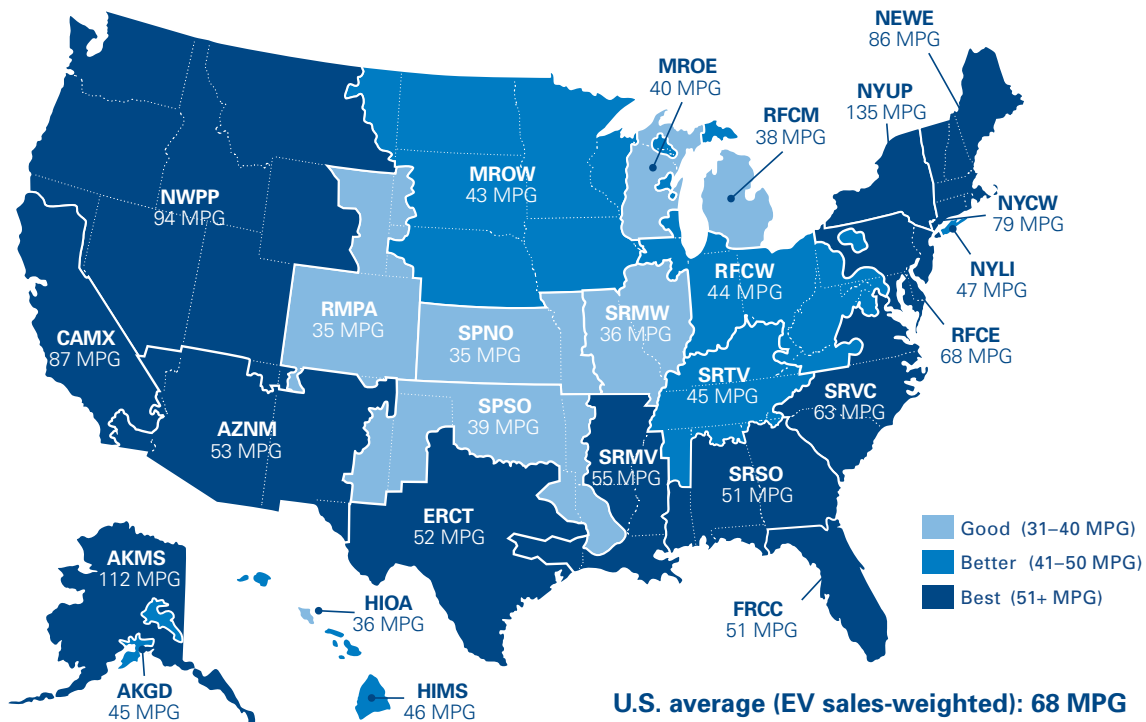 NEWE
86 MPG
MROE
40 MPG
NYUP
135 MPG
RFCM
38 MPG
MROW
43 MPG
NWPP
94 MPG
NYCW
79 MPG
NYLI
47 MPG
RFCW
44 MPG
RMPA
35 MPG
SPNO
35 MPG
SRMW
36 MPG
CAMX
87 MPG
RFCE
68 MPG
SRTV
45 MPG
SRVC
63 MPG
SPSO
39 MPG
AZNM
53 MPG
SRMV
55 MPG
SRSO
51 MPG
ERCT
52 MPG
Good (31–40 MPG)
Better (41–50 MPG)
Best (51+ MPG)
AKMS
112 MPG
HIOA
36 MPG
FRCC
51 MPG
AKGD
45 MPG
HIMS
46 MPG
U.S. average (EV sales-weighted): 68 MPG